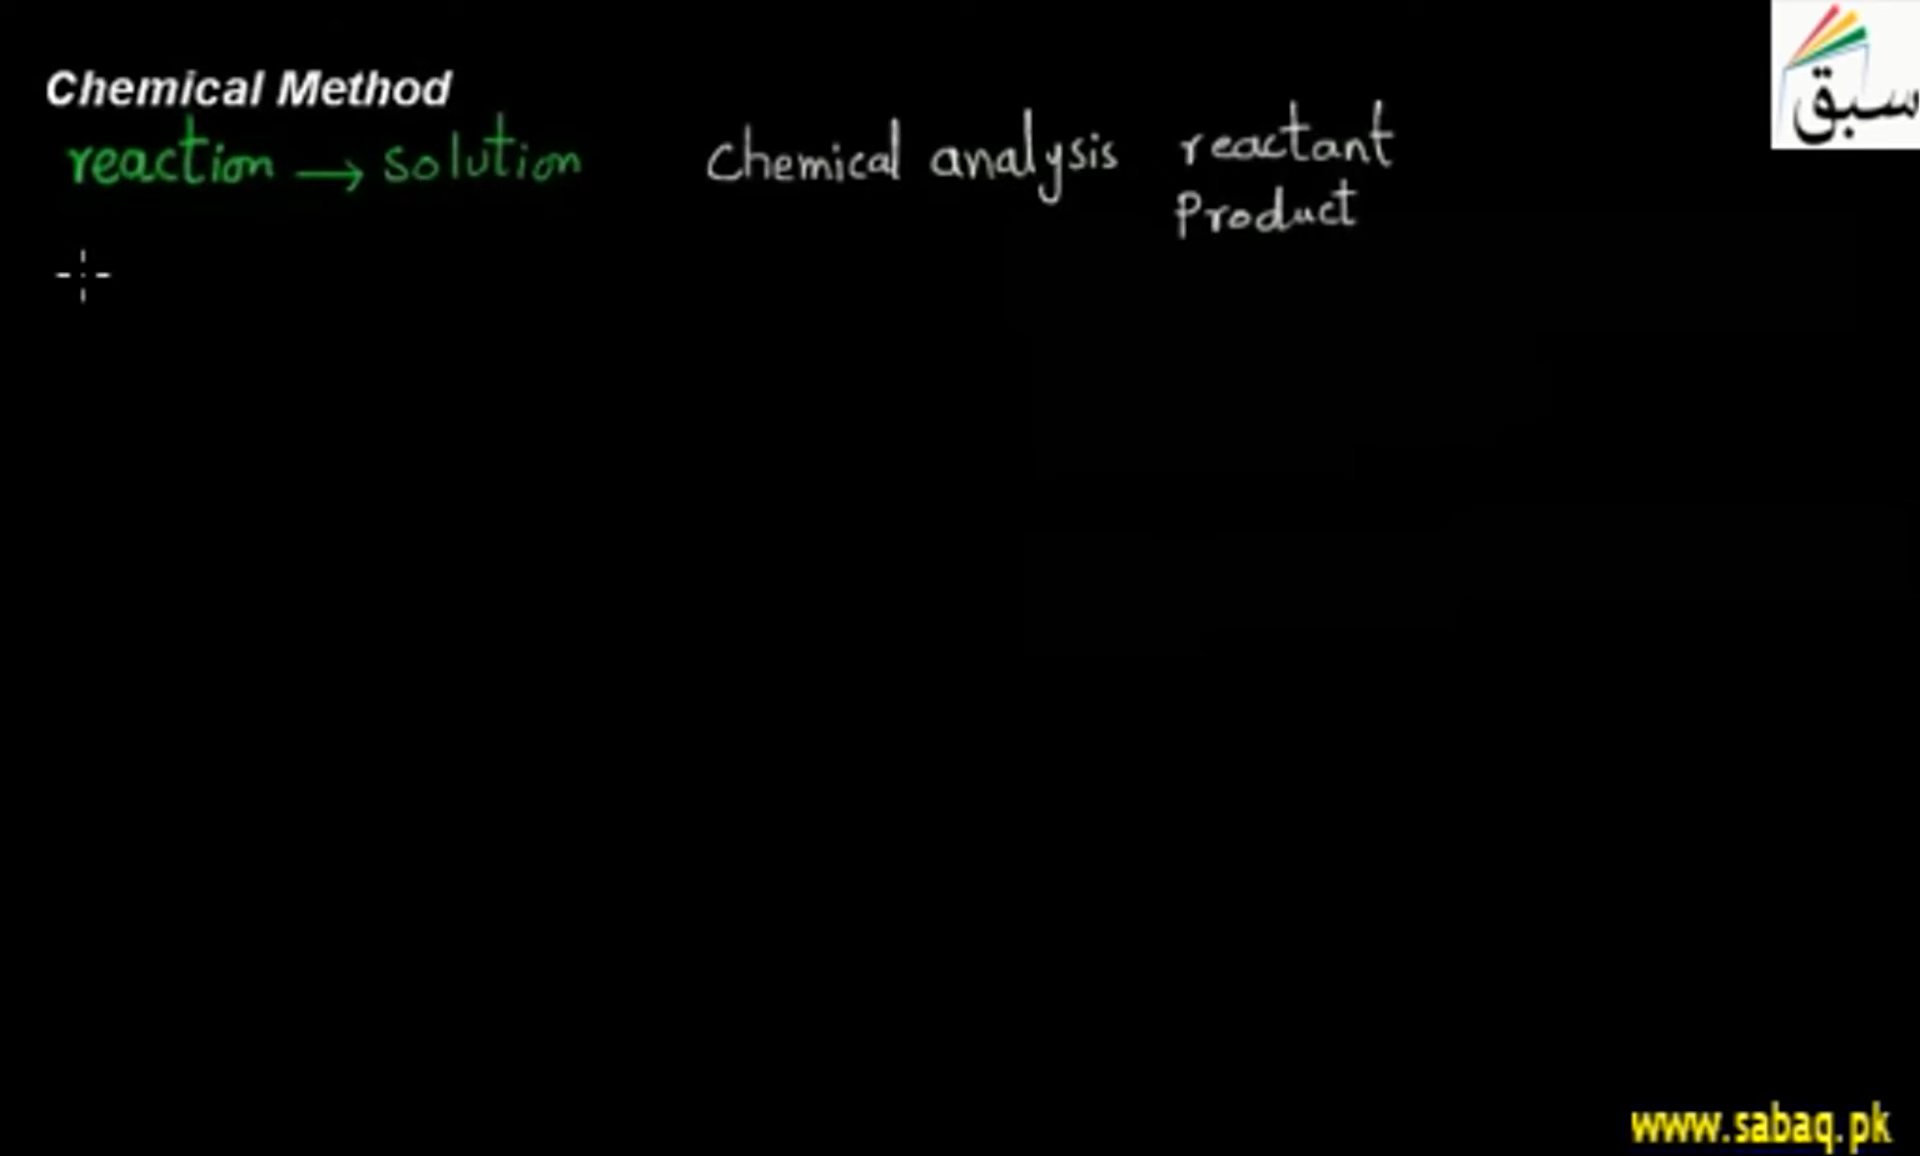 Chemical Method
reaction → solution
Chemical analysis reactant
Product
سبق
www.sabaq.pk